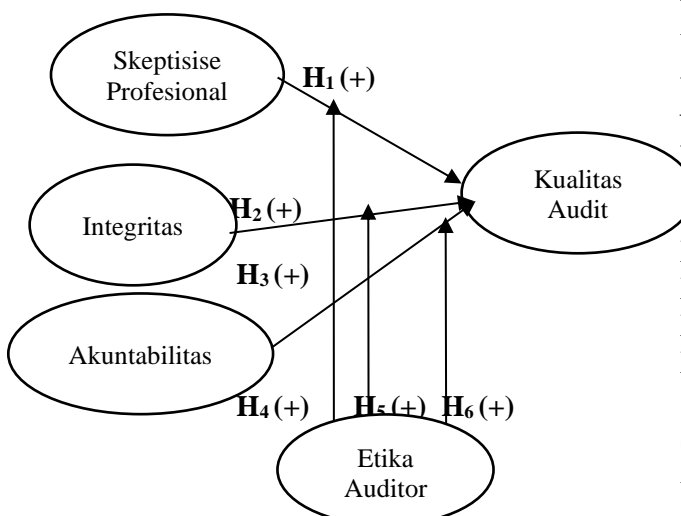 Skeptisise
Profesional
H1 (+)
Kualitas
Audit
Integritas
H2 (+)
H3 (+)
Akuntabilitas
H4 (+) H5 (+) H6 (+)
Etika
Auditor